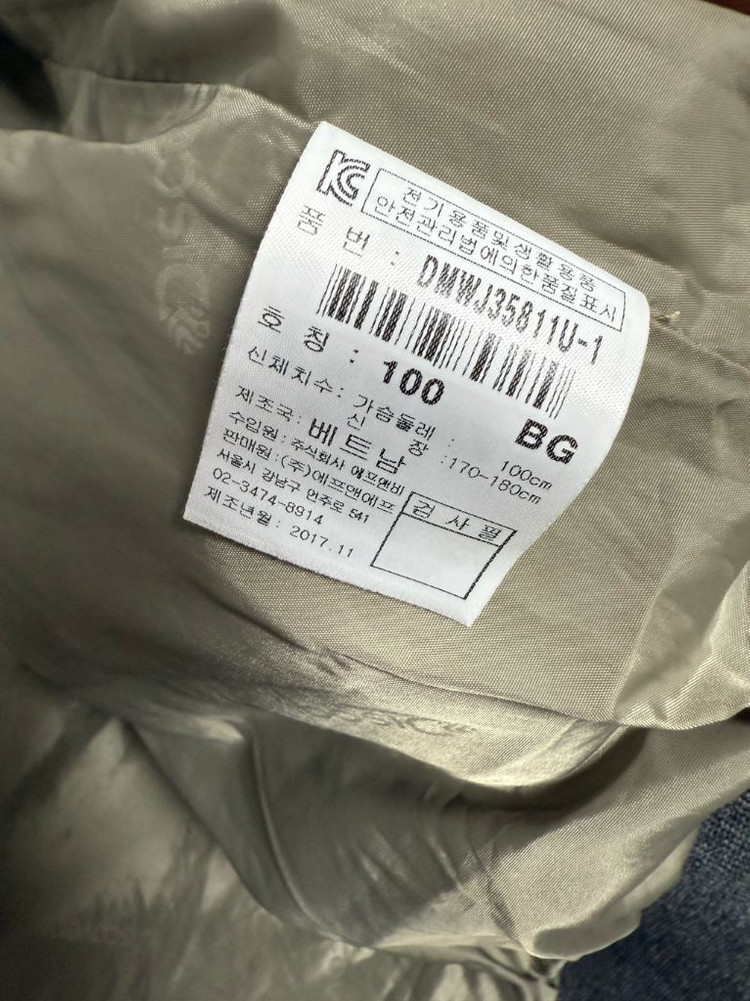 KC
전기용품및생활용품
안전관리법에의한품질표시
품 번 : DMWJ35811U-1
호 칭 : 100 BG
신체치수: 가슴둘레 : 100cm
신 장 :170-180cm
제조국: 베트남
수입원: 주식회사 에프앤비
판매원:(주)에프앤에프
서울시 강남구 언주로 541
02-3474-8914
제조년월: 2017.11
검 사 필